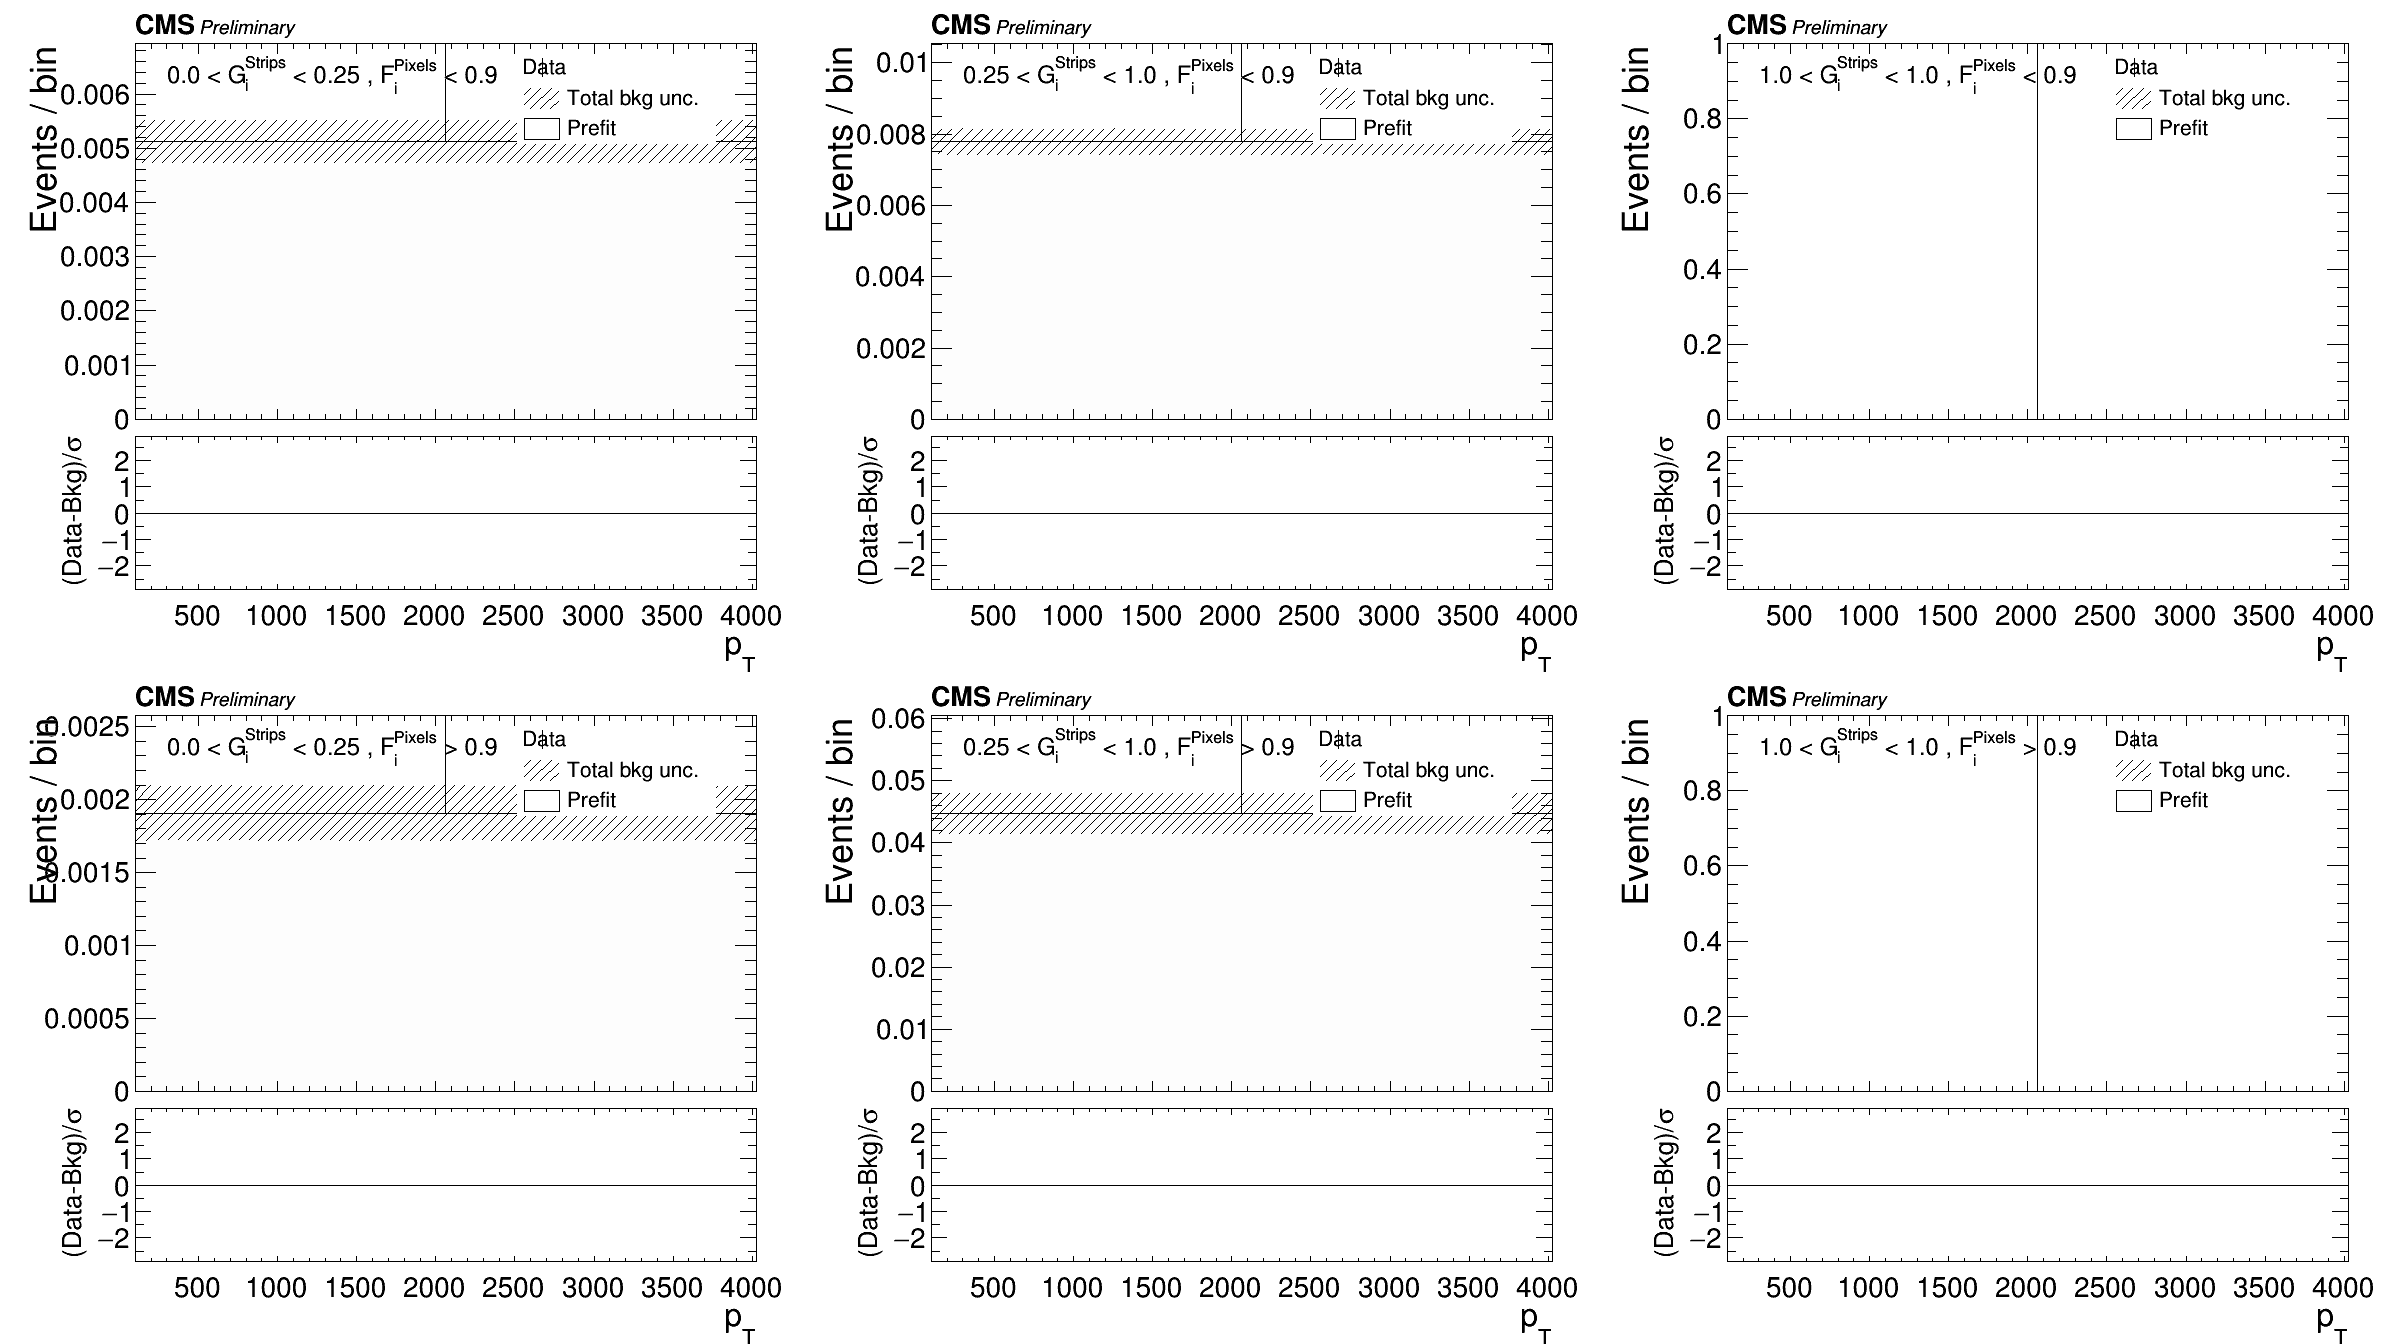 CMS Preliminary
Events / bin
0.0 < G_i^Strips < 0.25 , F_i^Pixels < 0.9
Data
Total bkg unc.
Prefit
0.006
0.005
0.004
0.003
0.002
0.001
0
(Data-Bkg)/σ
2
1
0
−1
−2
500 1000 1500 2000 2500 3000 3500 4000
p_T
CMS Preliminary
Events / bin
0.25 < G_i^Strips < 1.0 , F_i^Pixels < 0.9
Data
Total bkg unc.
Prefit
0.01
0.008
0.006
0.004
0.002
0
(Data-Bkg)/σ
2
1
0
−1
−2
500 1000 1500 2000 2500 3000 3500 4000
p_T
CMS Preliminary
Events / bin
1.0 < G_i^Strips < 1.0 , F_i^Pixels < 0.9
Data
Total bkg unc.
Prefit
1
0.8
0.6
0.4
0.2
0
(Data-Bkg)/σ
2
1
0
−1
−2
500 1000 1500 2000 2500 3000 3500 4000
p_T
CMS Preliminary
Events / bin
0.0 < G_i^Strips < 0.25 , F_i^Pixels > 0.9
Data
Total bkg unc.
Prefit
0.0025
0.002
0.0015
0.001
0.0005
0
(Data-Bkg)/σ
2
1
0
−1
−2
500 1000 1500 2000 2500 3000 3500 4000
p_T
CMS Preliminary
Events / bin
0.25 < G_i^Strips < 1.0 , F_i^Pixels > 0.9
Data
Total bkg unc.
Prefit
0.06
0.05
0.04
0.03
0.02
0.01
0
(Data-Bkg)/σ
2
1
0
−1
−2
500 1000 1500 2000 2500 3000 3500 4000
p_T
CMS Preliminary
Events / bin
1.0 < G_i^Strips < 1.0 , F_i^Pixels > 0.9
Data
Total bkg unc.
Prefit
1
0.8
0.6
0.4
0.2
0
(Data-Bkg)/σ
2
1
0
−1
−2
500 1000 1500 2000 2500 3000 3500 4000
p_T